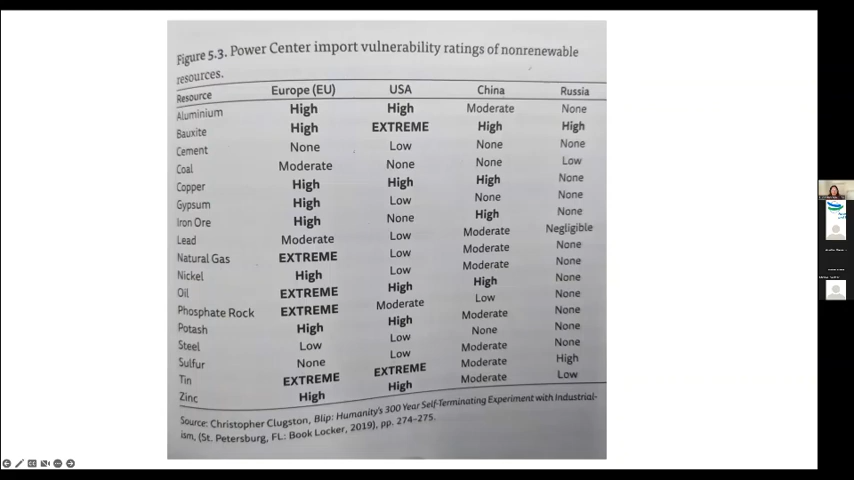 Figure 5.3. Power Center import vulnerability ratings of nonrenewable
resources.
Resource Europe (EU) USA China Russia
Aluminium High High Moderate None
Bauxite High EXTREME High High
Cement None Low None None
Coal Moderate None None Low
Copper High High High None
Gypsum High Low None None
Iron Ore High None High None
Lead Moderate Low Moderate Negligible
Natural Gas EXTREME Low Moderate None
Nickel High Low Moderate None
Oil EXTREME High High None
Phosphate Rock EXTREME Moderate Low None
Potash High High Moderate None
Steel Low Low None None
Sulfur None Low Moderate None
Tin EXTREME EXTREME Moderate High
Zinc High High Moderate Low
Source: Christopher Clugston, Blip: Humanity's 300 Year Self-Terminating Experiment with Industrial-
ism, (St. Petersburg, FL: Book Locker, 2019), pp. 274–275.